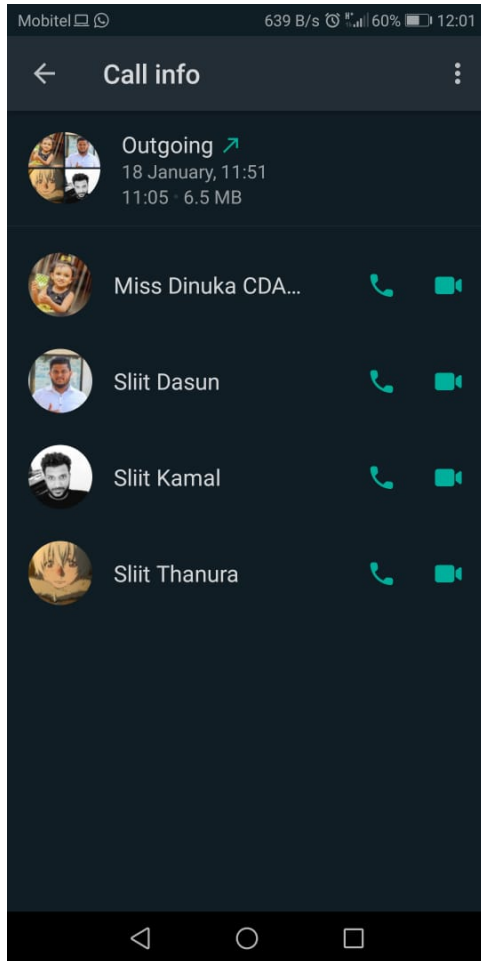 Mobitel 639 B/s 60% 12:01
Call info
Outgoing
18 January, 11:51
11:05 · 6.5 MB
Miss Dinuka CDA...
Sliit Dasun
Sliit Kamal
Sliit Thanura